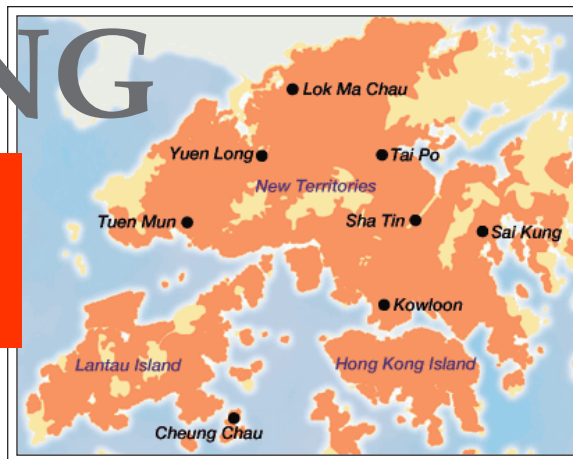 NG
Lok Ma Chau
Yuen Long
Tai Po
New Territories
Tuen Mun
Sha Tin
Sai Kung
Kowloon
Lantau Island
Hong Kong Island
Cheung Chau